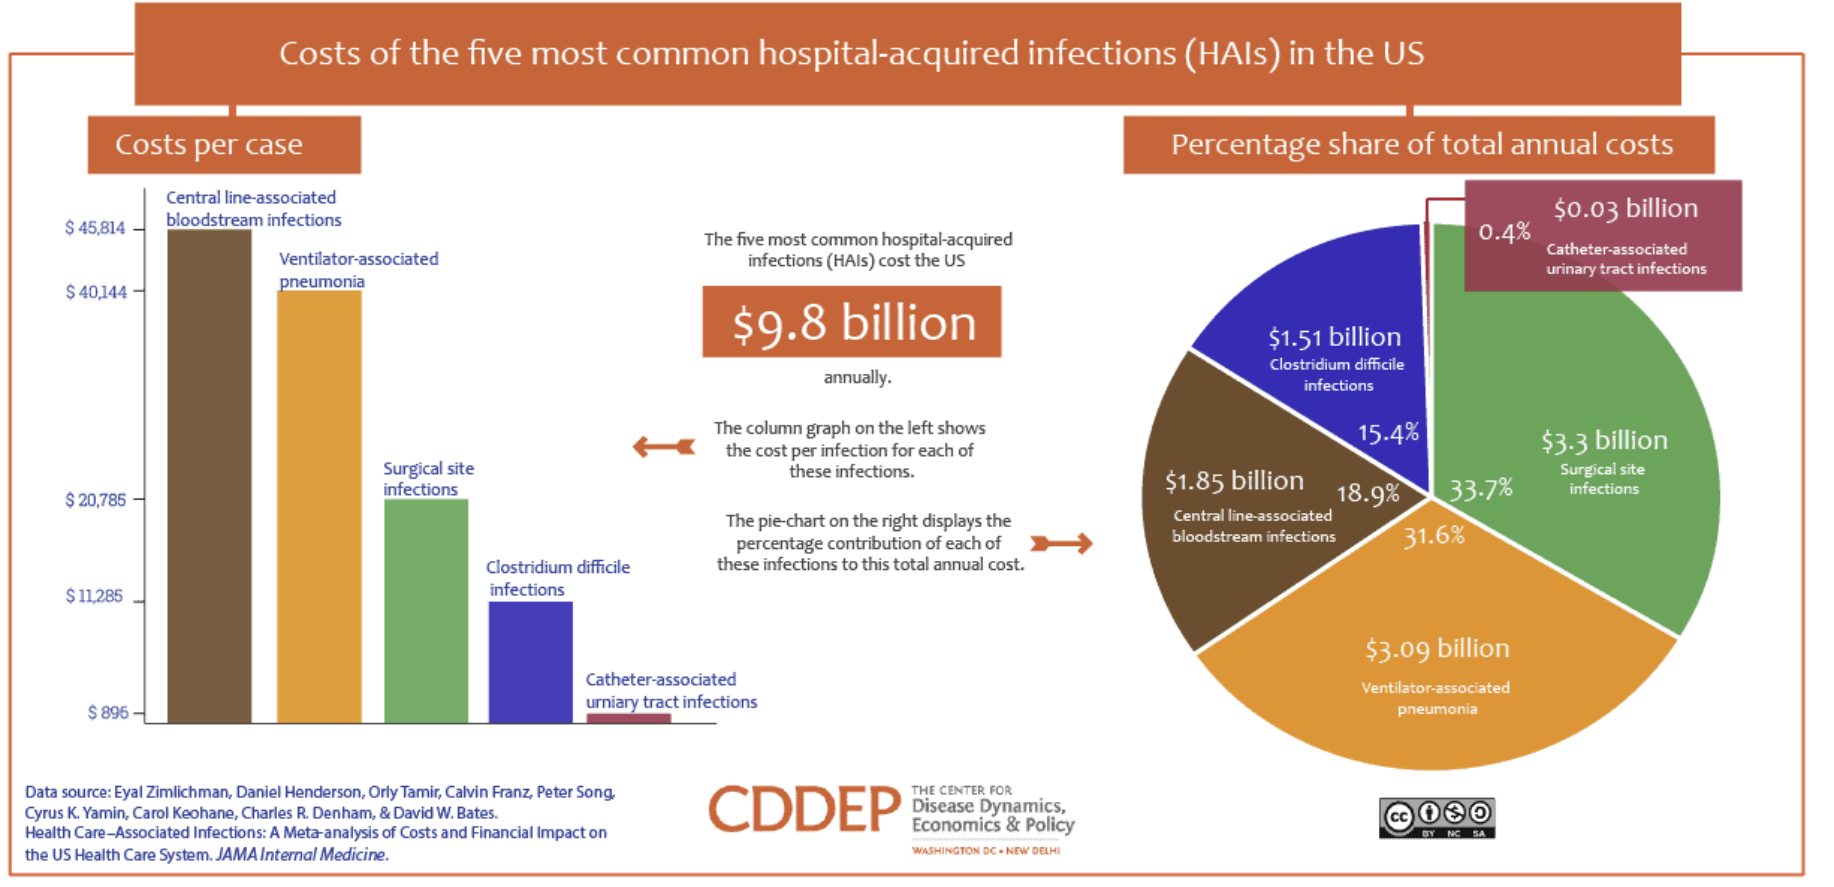 Costs of the five most common hospital-acquired infections (HAIs) in the US
Costs per case
$ 45,814
$ 40,144
$ 20,785
$ 11,285
$ 895
Central line-associated
bloodstream infections
Ventilator-associated
pneumonia
Surgical site
infections
Clostridium difficile
infections
Catheter-associated
urniary tract infections
The five most common hospital-acquired
infections (HAIs) cost the US
$9.8 billion
annually.
The column graph on the left shows
the cost per infection for each of
these infections.
The pie-chart on the right displays the
percentage contribution of each of
these infections to this total annual cost.
Percentage share of total annual costs
$0.03 billion
0.4%
Catheter-associated
urinary tract infections
$3.3 billion
Surgical site
infections
33.7%
$3.09 billion
Ventilator-associated
pneumonia
31.6%
$1.85 billion
Central line-associated
bloodstream infections
18.9%
$1.51 billion
Clostridium difficile
infections
15.4%
Data source: Eyal Zimlichman, Daniel Henderson, Orly Tamir, Calvin Franz, Peter Song,
Cyrus K. Yamin, Carol Keohane, Charles R. Denham, & David W. Bates.
Health Care–Associated Infections: A Meta-analysis of Costs and Financial Impact on
the US Health Care System. JAMA Internal Medicine.
CDDEP
THE CENTER FOR
Disease Dynamics,
Economics & Policy
WASHINGTON DC • NEW DELHI
cc
BY NC SA